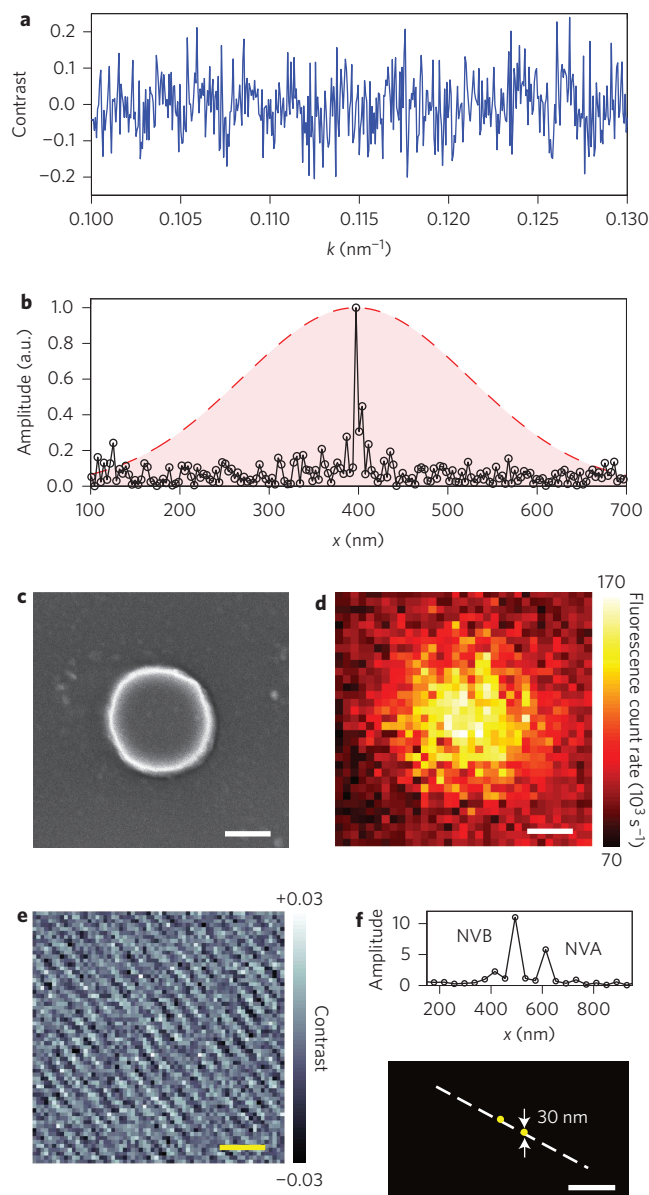 a
0.2
0.1
0.0
−0.1
−0.2
Contrast
0.100
0.105
0.110
0.115
0.120
0.125
0.130
k (nm⁻¹)
b
1.0
0.8
0.6
0.4
0.2
0.0
Amplitude (a.u.)
100
200
300
400
500
600
700
x (nm)
c
d
170
Fluorescence count rate (10³ s⁻¹)
70
e
+0.03
Contrast
−0.03
f
10
5
0
Amplitude
NVB
NVA
200
400
600
800
x (nm)
30 nm